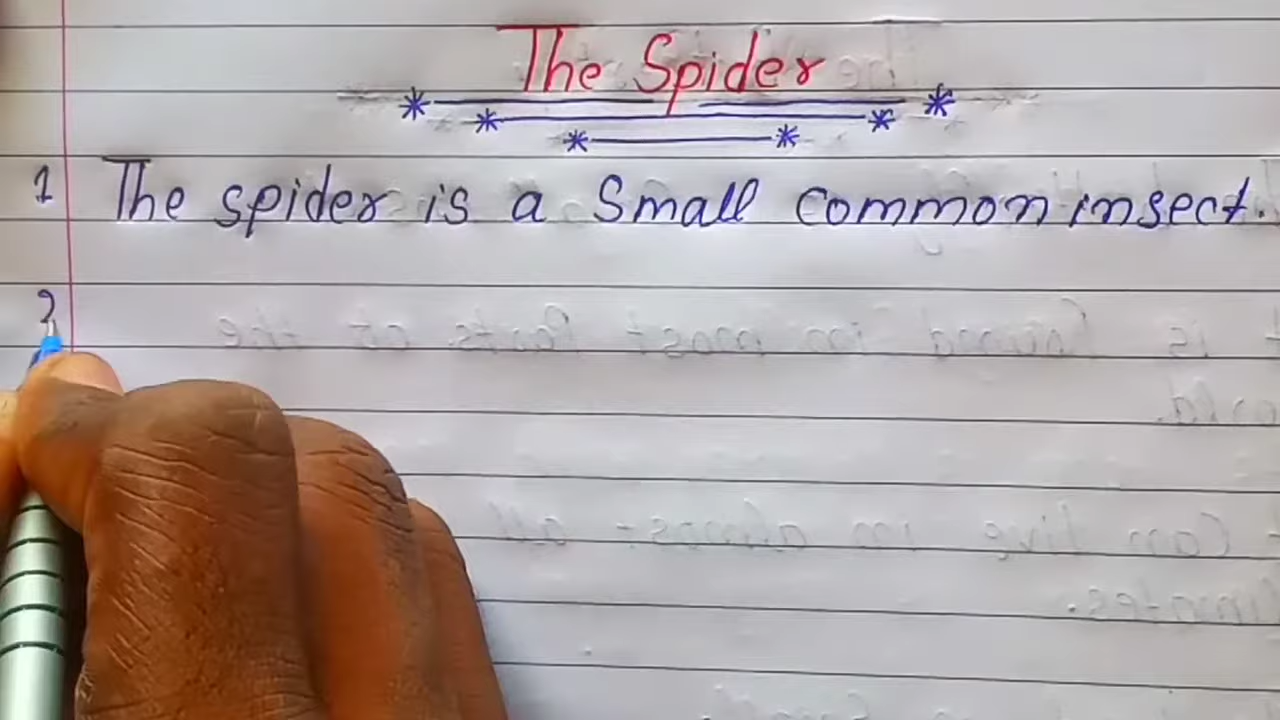 The Spider
1 The spider is a Small common insect.
2